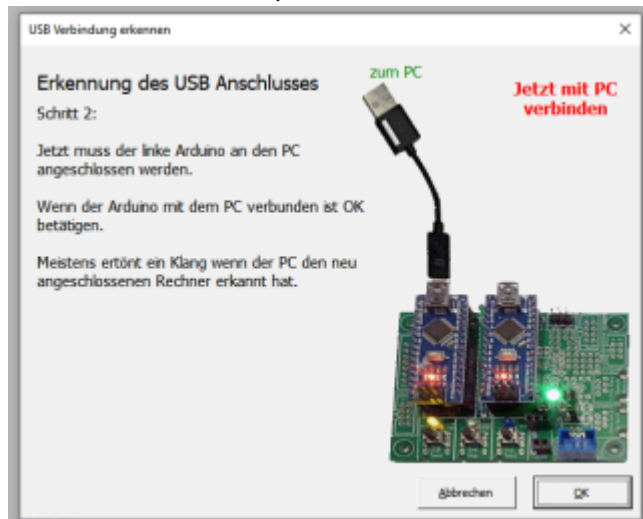 USB Verbindung erkennen
Erkennung des USB Anschlusses
zum PC
Jetzt mit PC
verbinden
Schritt 2:
Jetzt muss der linke Arduino an den PC
angeschlossen werden.
Wenn der Arduino mit dem PC verbunden ist OK
betätigen.
Meistens ertönt ein Klang wenn der PC den neu
angeschlossenen Rechner erkannt hat.
Abbrechen
OK